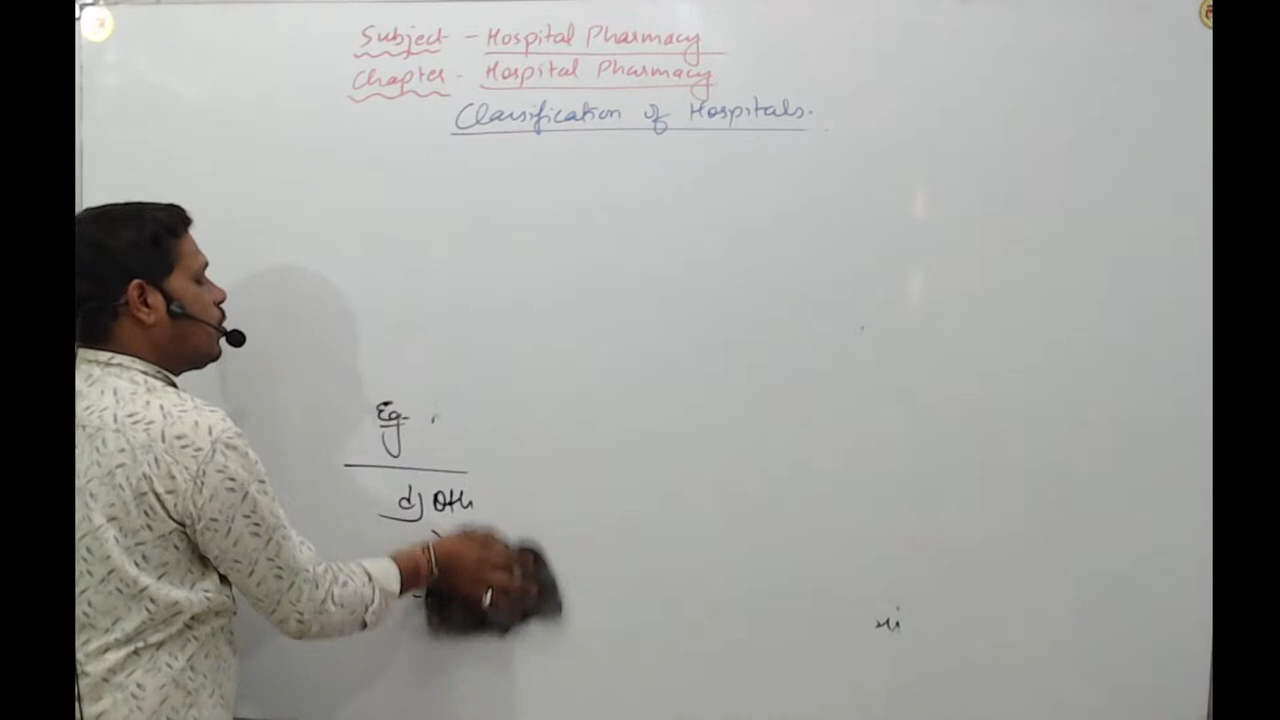 Subject - Hospital Pharmacy
Chapter - Hospital Pharmacy
Classification of Hospitals.
Eg
d) Oth